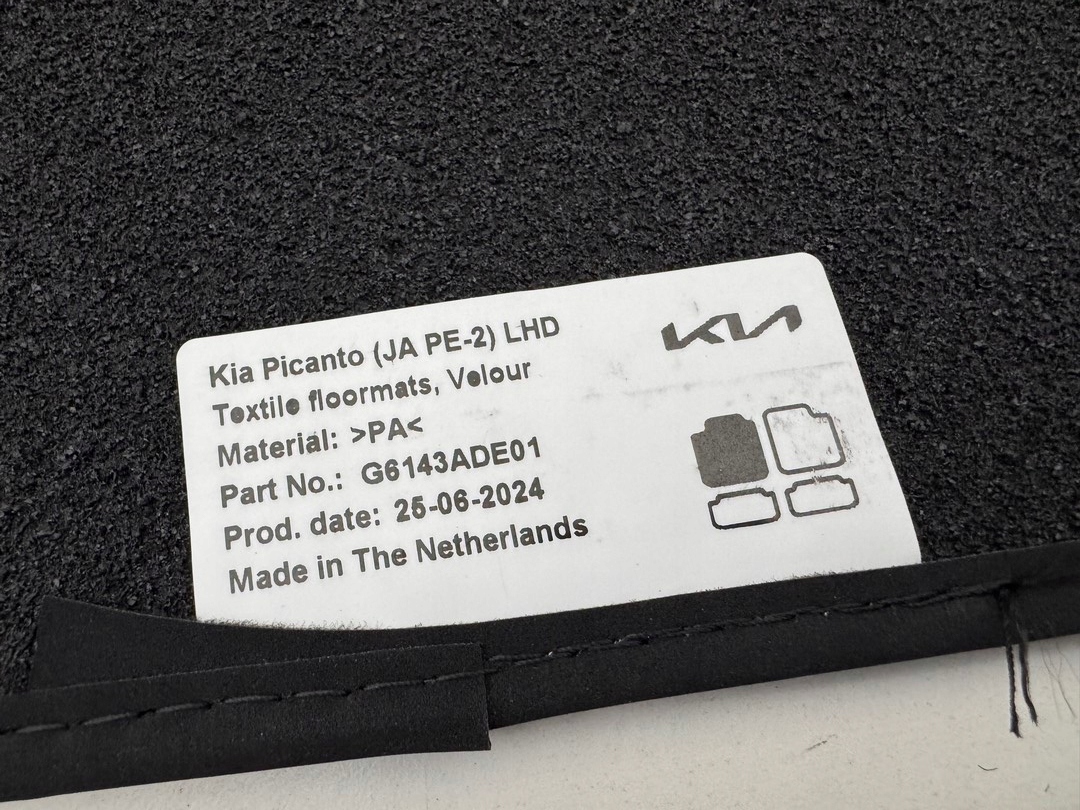 Kia Picanto (JA PE-2) LHD
KIA
Textile floormats, Velour
Material: >PA<
Part No.: G6143ADE01
Prod. date: 25-06-2024
Made in The Netherlands